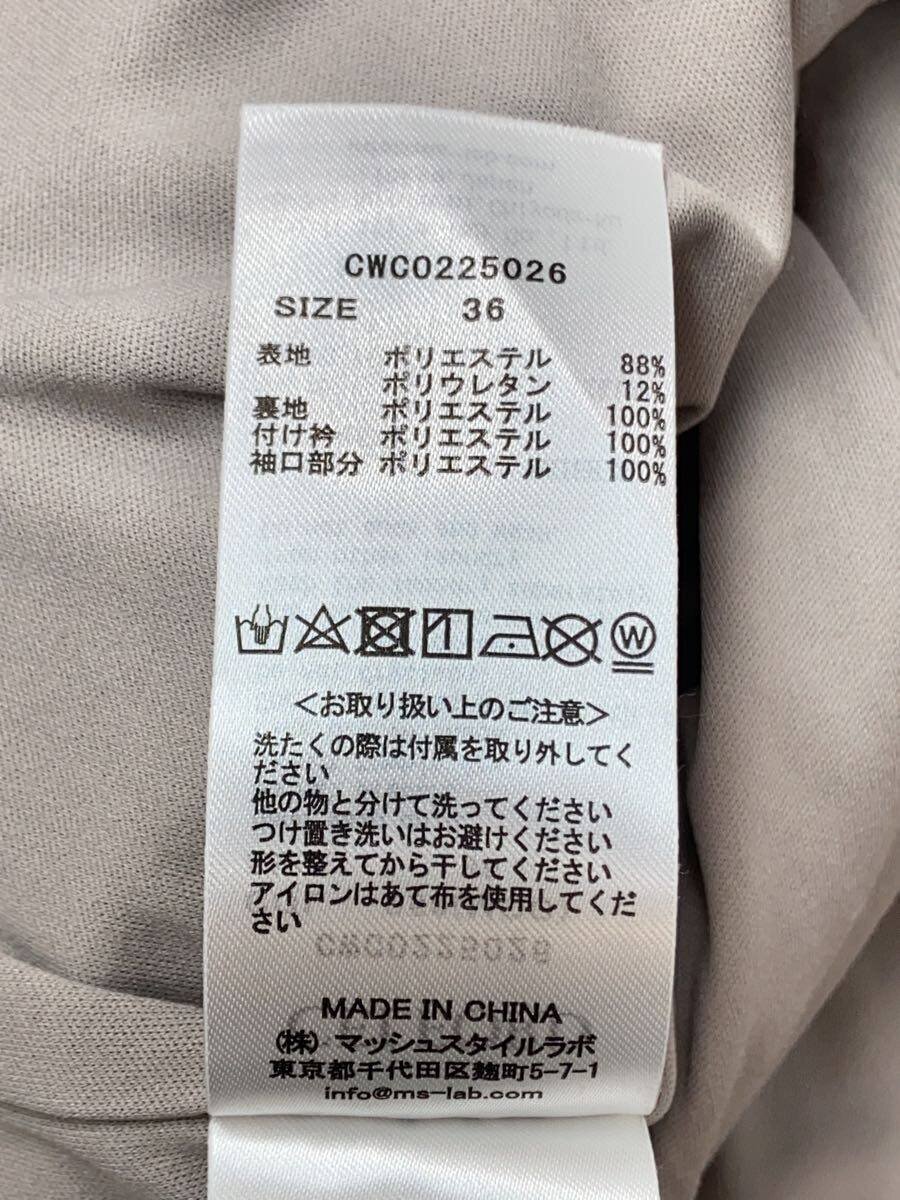 CWCO225026
SIZE 36
表地 ポリエステル 88%
ポリウレタン 12%
裏地 ポリエステル 100%
付け衿 ポリエステル 100%
袖口部分 ポリエステル 100%
W
<お取り扱い上のご注意>
洗たくの際は付属を取り外してく
ださい
他の物と分けて洗ってください
つけ置き洗いはお避けください
形を整えてから干してください
アイロンはあて布を使用してくだ
さい
MADE IN CHINA
(株) マッシュスタイルラボ
東京都千代田区麹町5-7-1
info@ms-lab.com